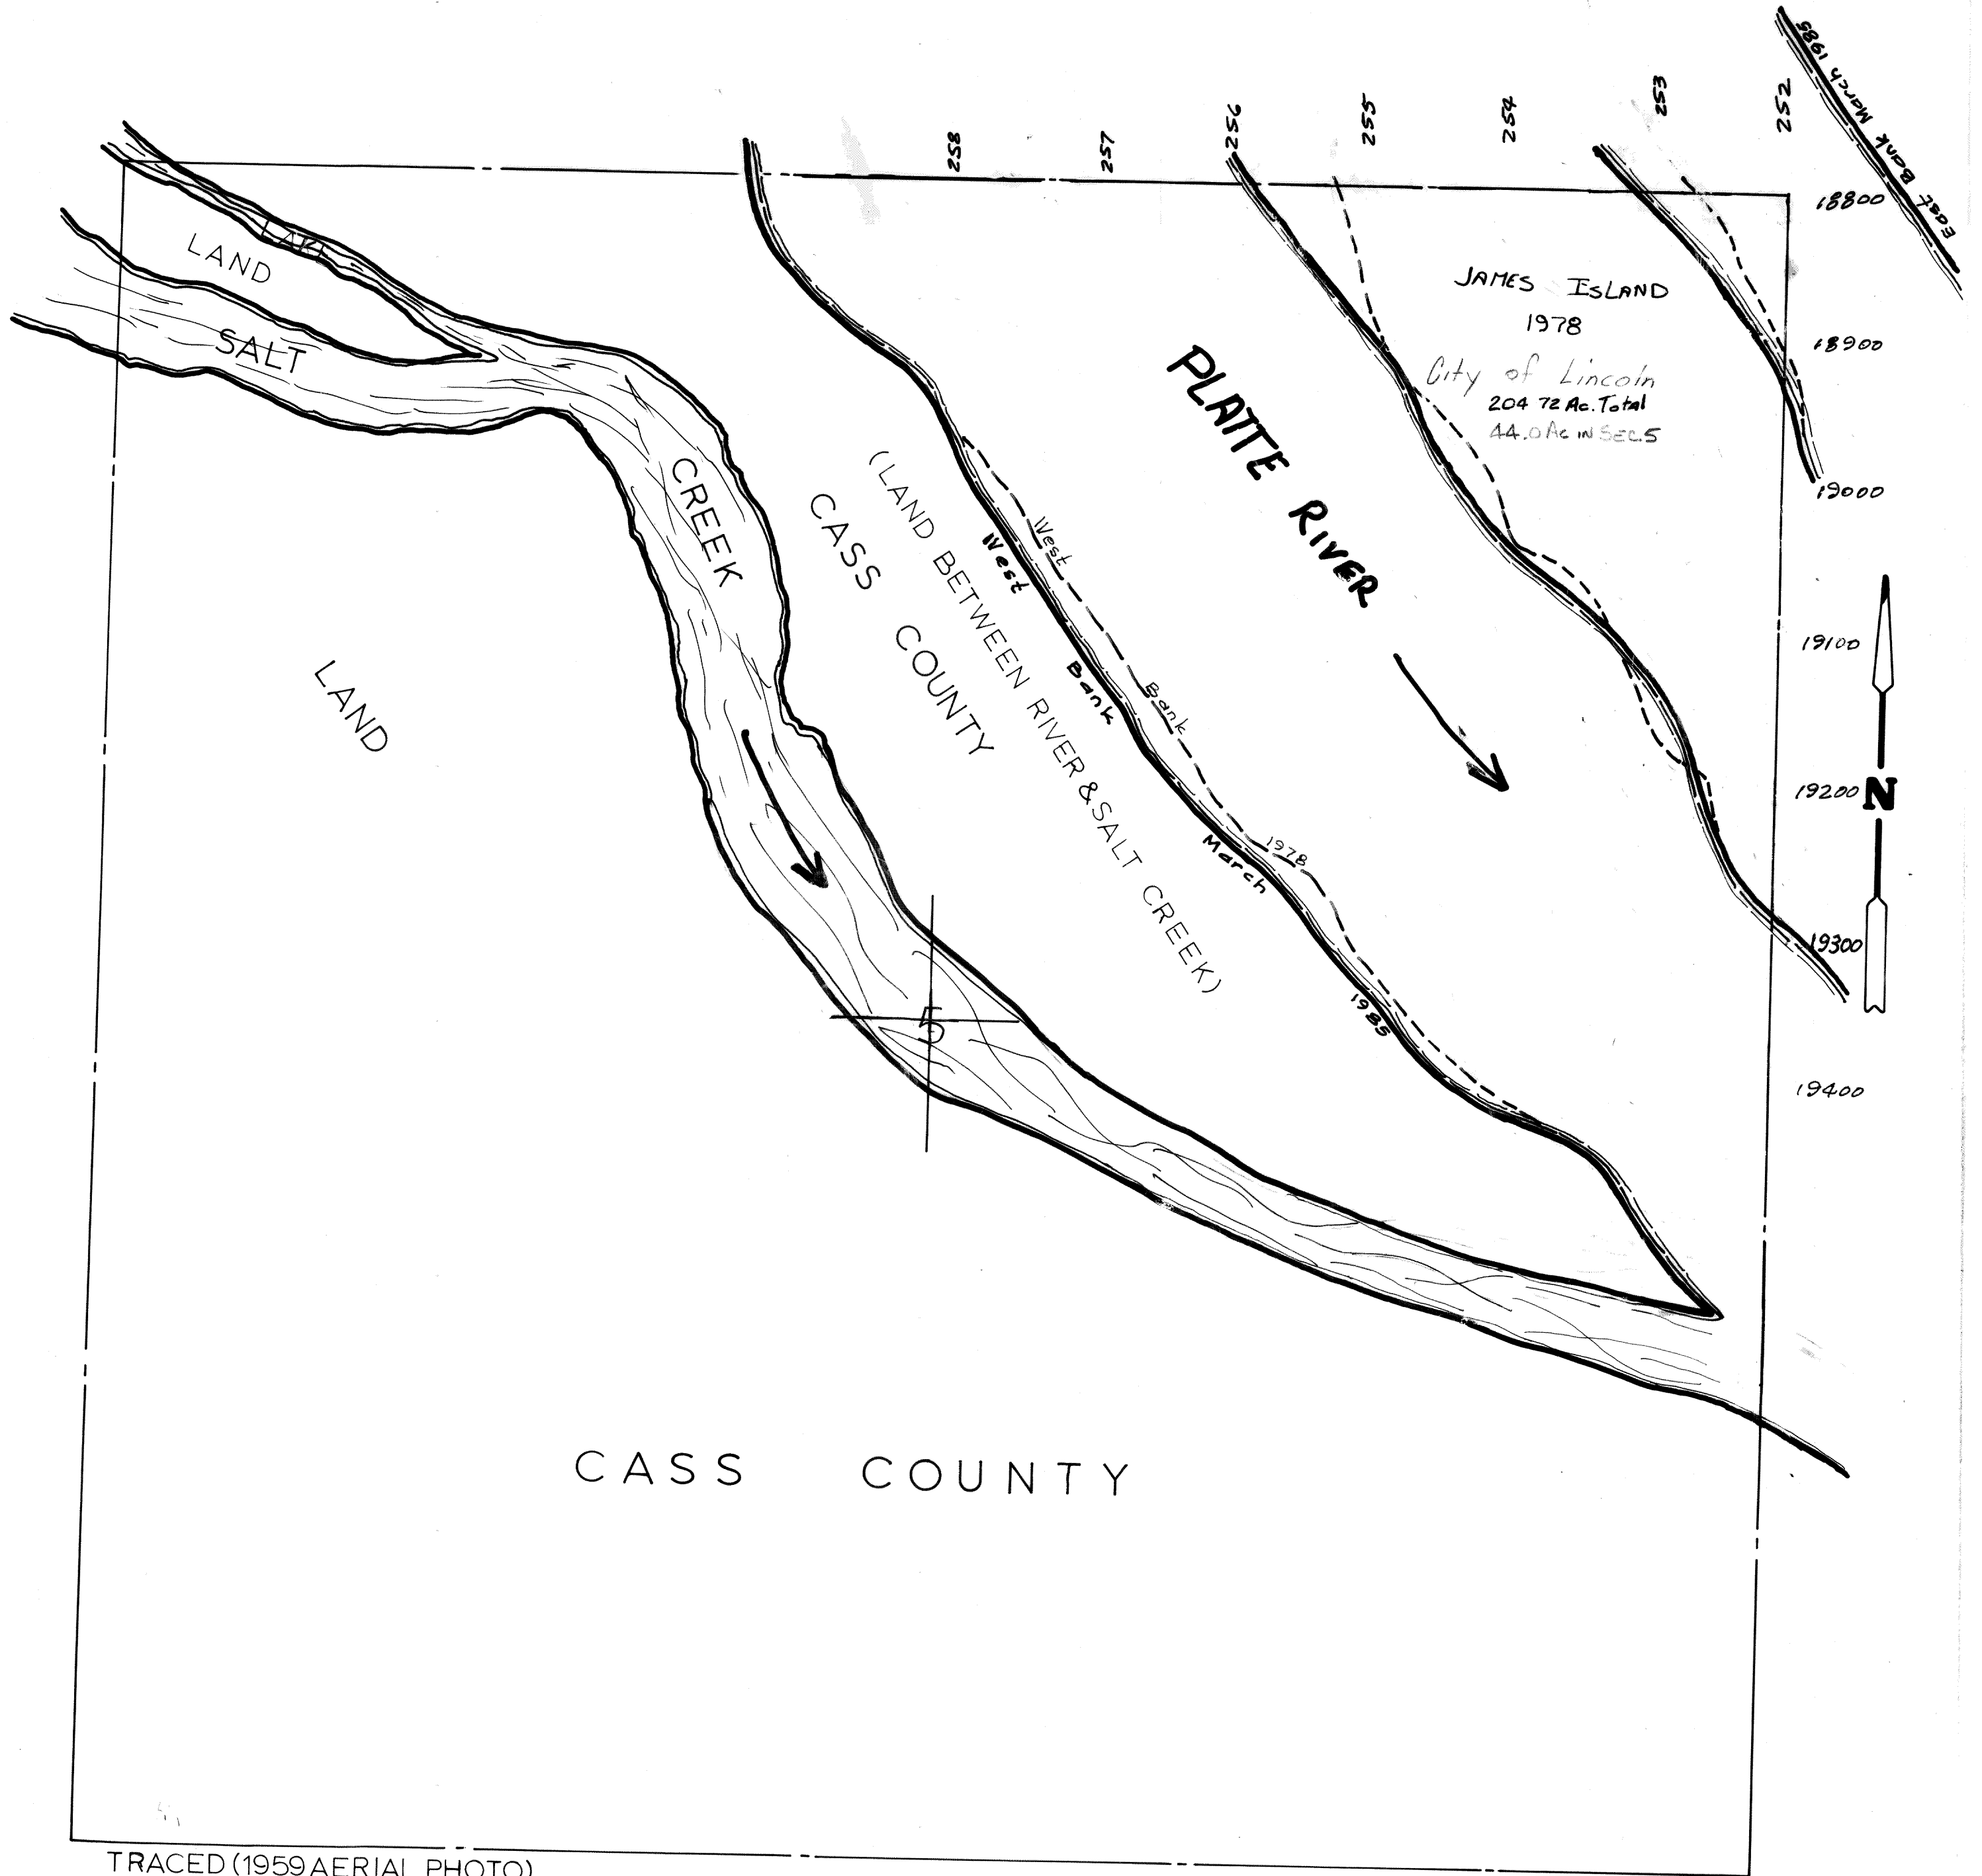 East Bank March 1985
258
257
256
255
254
253
252
18800
18900
19000
19100
19200
19300
19400
N
LAKE
LAND
SALT
CREEK
JAMES ISLAND
1978
City of Lincoln
204 72 Ac. Total
44.0 Ac IN SEC. 5
PLATTE RIVER
CASS COUNTY
(LAND BETWEEN RIVER & SALT CREEK)
West Bank 1978
West Bank March 1985
LAND
5
CASS COUNTY
TRACED (1959 AERIAL PHOTO)